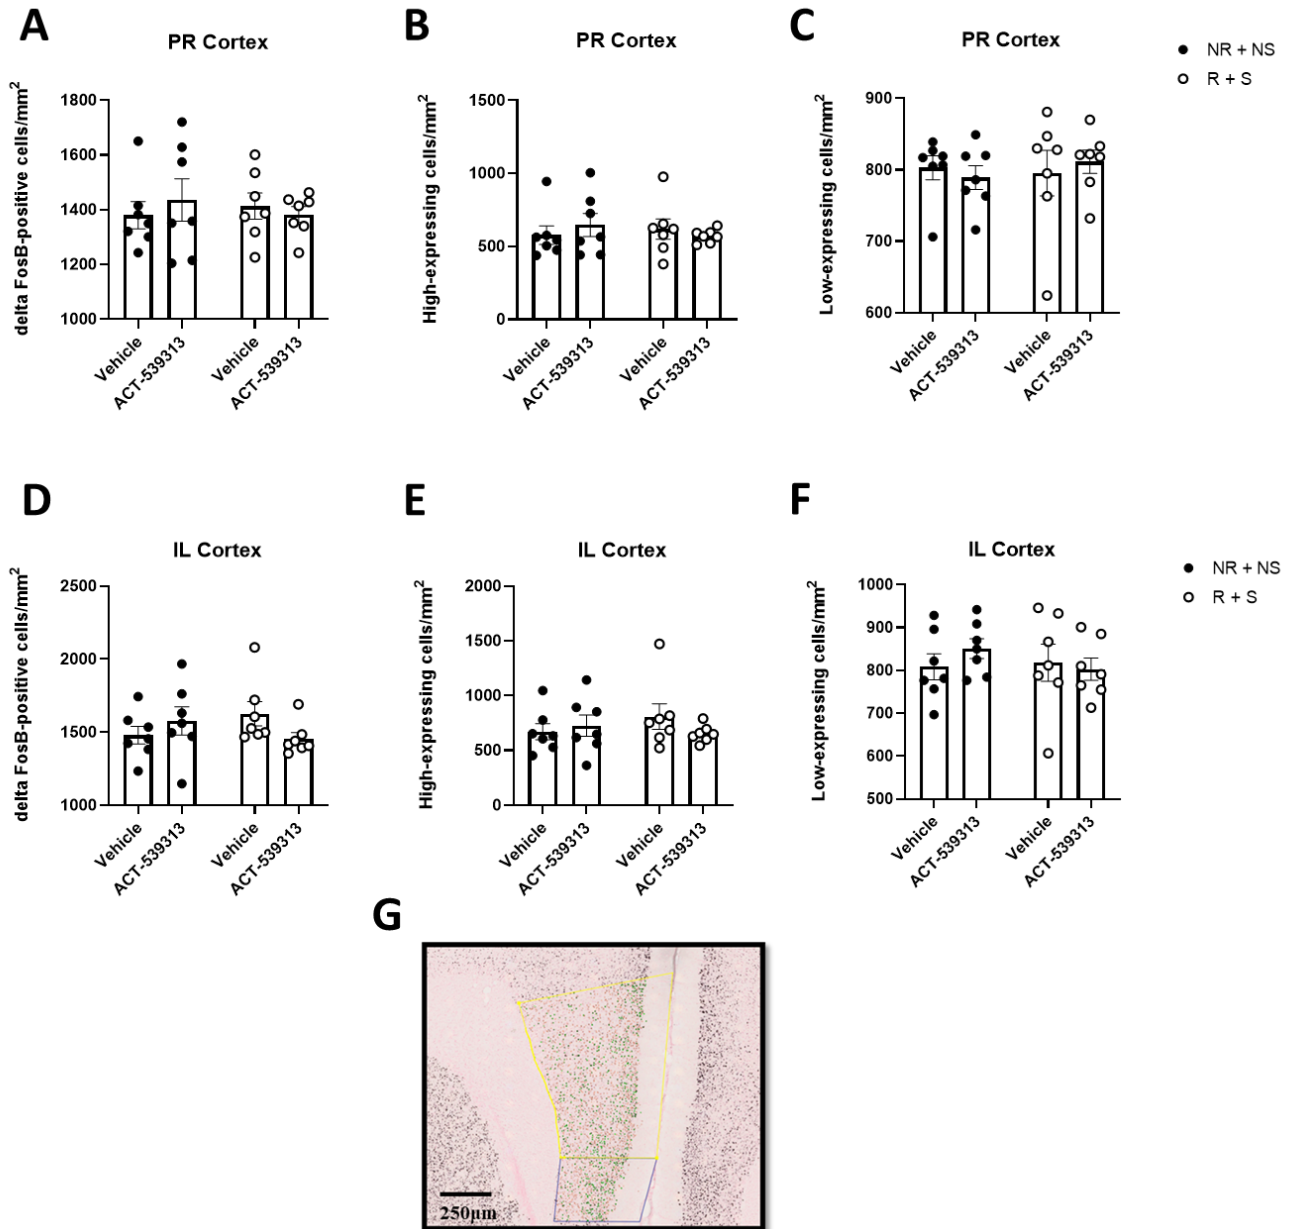 A
PR Cortex
delta FosB-positive cells/mm²
1800
1600
1400
1200
1000
Vehicle
ACT-539313
Vehicle
ACT-539313
B
PR Cortex
High-expressing cells/mm²
1500
1000
500
0
Vehicle
ACT-539313
Vehicle
ACT-539313
C
PR Cortex
Low-expressing cells/mm²
900
800
700
600
Vehicle
ACT-539313
Vehicle
ACT-539313
NR + NS
R + S
D
IL Cortex
delta FosB-positive cells/mm²
2500
2000
1500
1000
Vehicle
ACT-539313
Vehicle
ACT-539313
E
IL Cortex
High-expressing cells/mm²
2000
1500
1000
500
0
Vehicle
ACT-539313
Vehicle
ACT-539313
F
IL Cortex
Low-expressing cells/mm²
1000
900
800
700
600
500
Vehicle
ACT-539313
Vehicle
ACT-539313
NR + NS
R + S
G
250μm